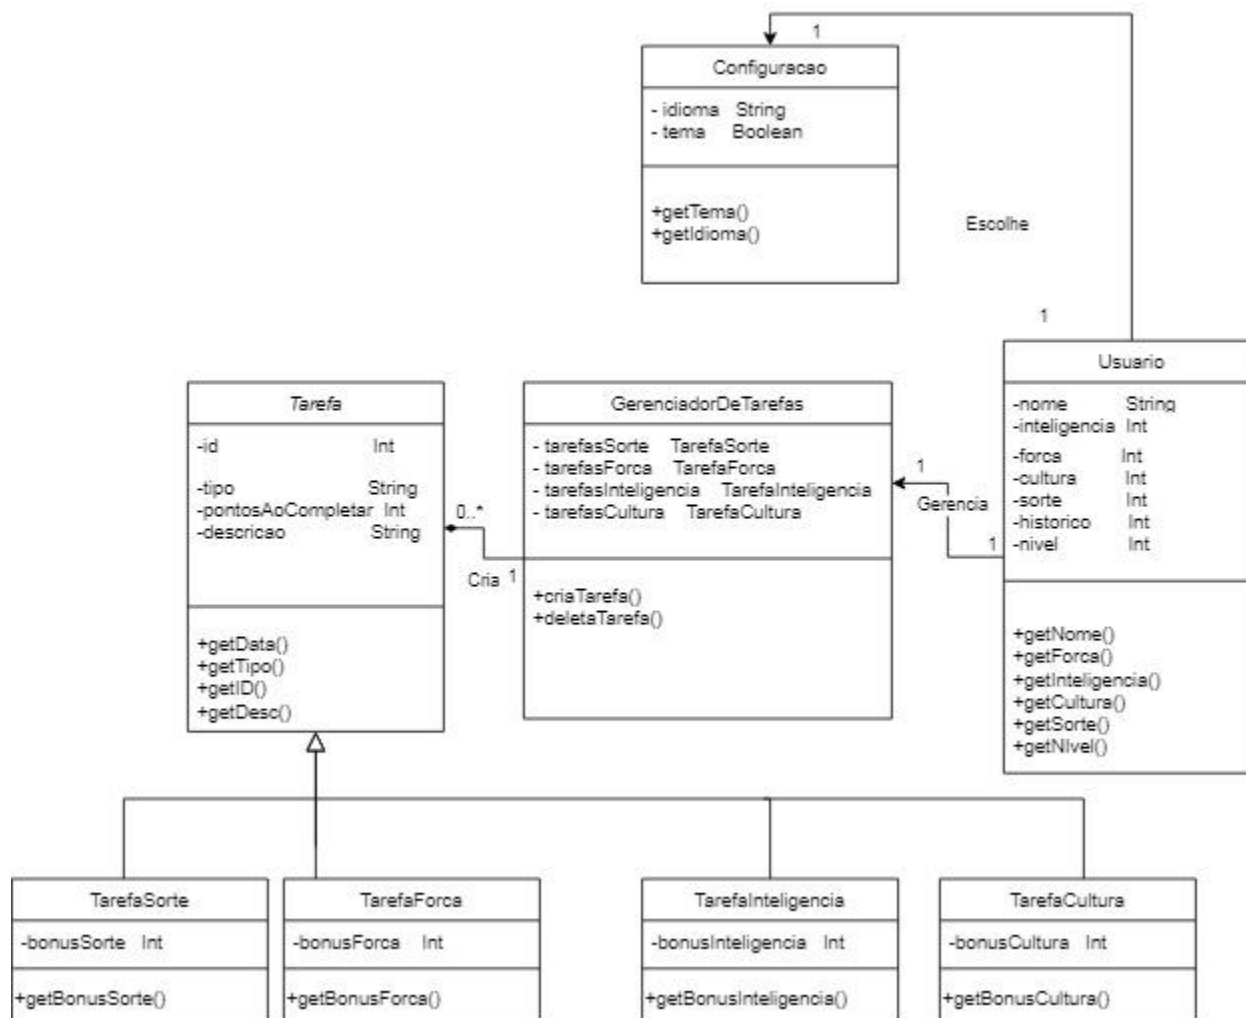 1
Configuracao
- idioma String
- tema Boolean
+getTema()
+getIdioma()
Escolhe
1
Usuario
-nome String
-inteligencia Int
-forca Int
-cultura Int
-sorte Int
-historico Int
-nivel Int
+getNome()
+getForca()
+getInteligencia()
+getCultura()
+getSorte()
+getNIvel()
Tarefa
-id Int
-tipo String
-pontosAoCompletar Int
-descricao String
+getData()
+getTipo()
+getID()
+getDesc()
0..*
Cria 1
GerenciadorDeTarefas
- tarefasSorte TarefaSorte
- tarefasForca TarefaForca
- tarefasInteligencia TarefaInteligencia
- tarefasCultura TarefaCultura
+criaTarefa()
+deletaTarefa()
1
Gerencia
1
TarefaSorte
-bonusSorte Int
+getBonusSorte()
TarefaForca
-bonusForca Int
+getBonusForca()
TarefaInteligencia
-bonusInteligencia Int
+getBonusInteligencia()
TarefaCultura
-bonusCultura Int
+getBonusCultura()